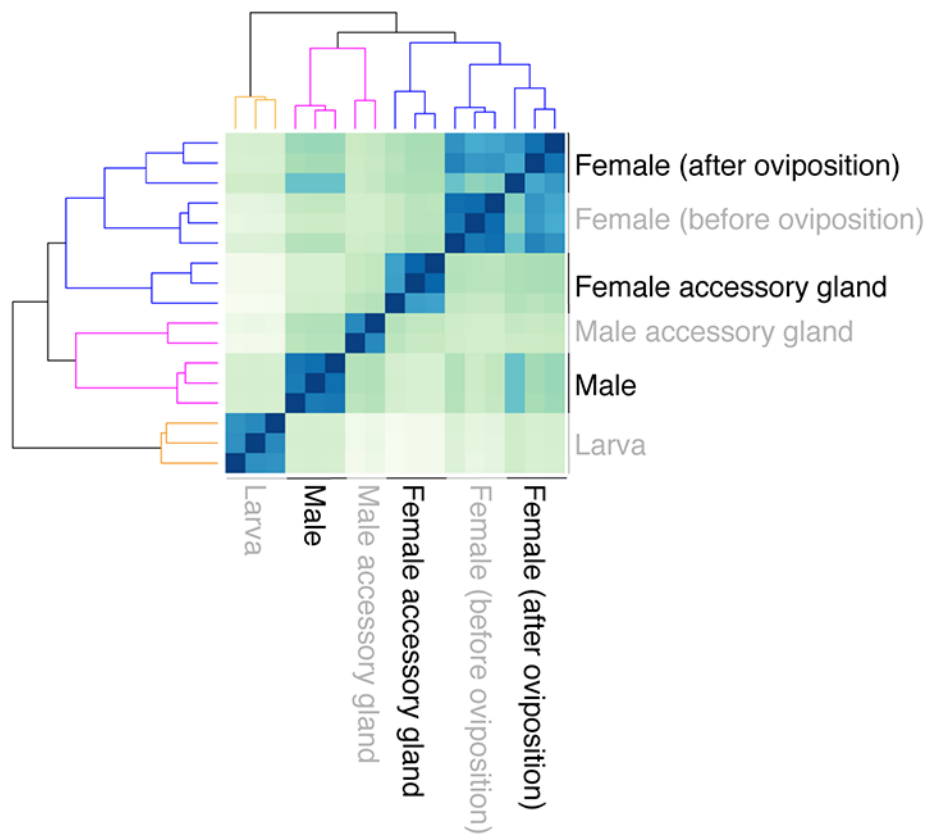 Female (after oviposition)
Female (before oviposition)
Female accessory gland
Male accessory gland
Male
Larva
Larva
Male
Male accessory gland
Female accessory gland
Female (before oviposition)
Female (after oviposition)